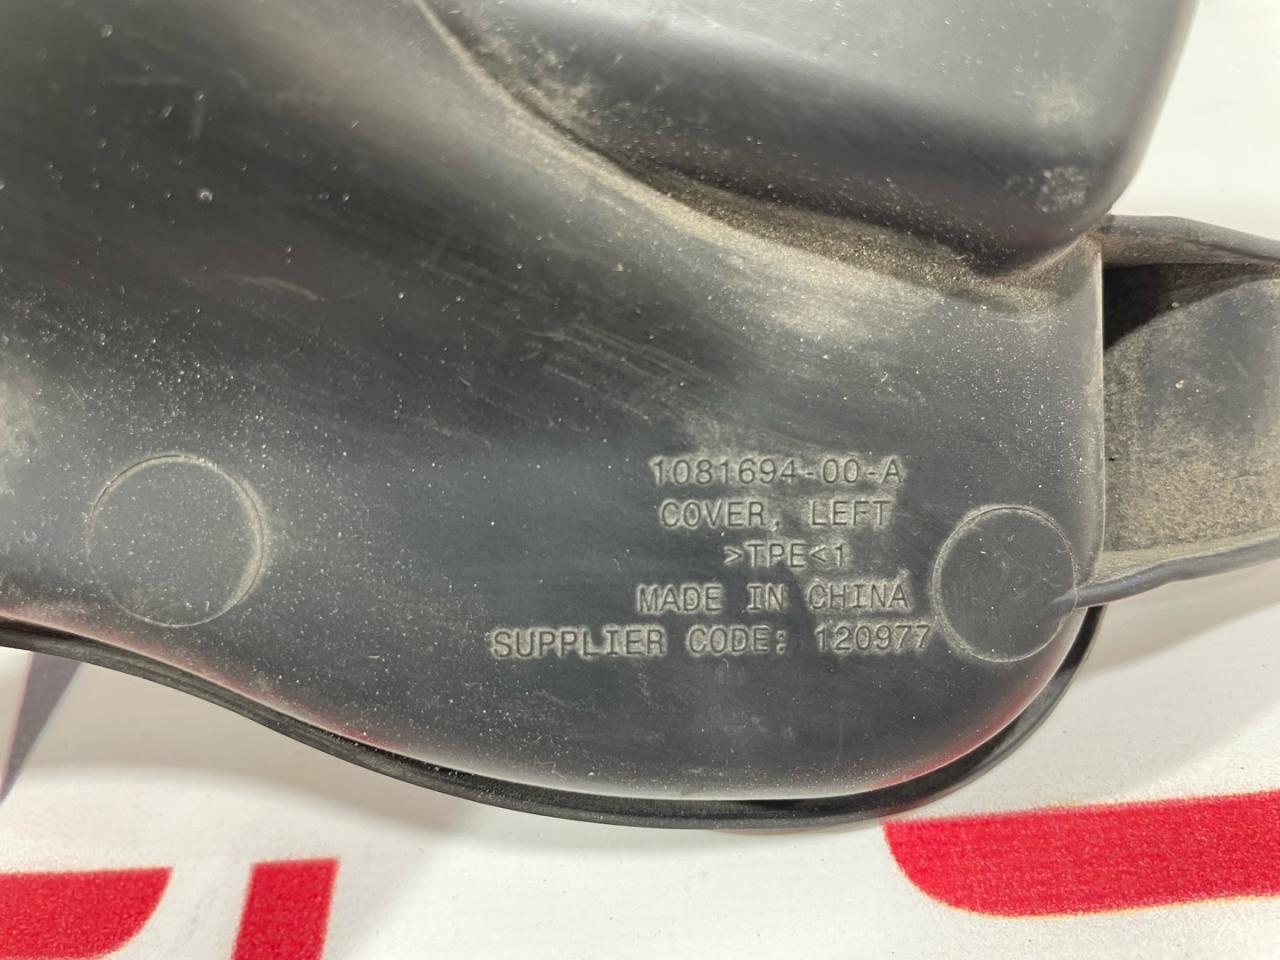 1081694-00-A
COVER, LEFT
>TPE<1
MADE IN CHINA
SUPPLIER CODE: 120977